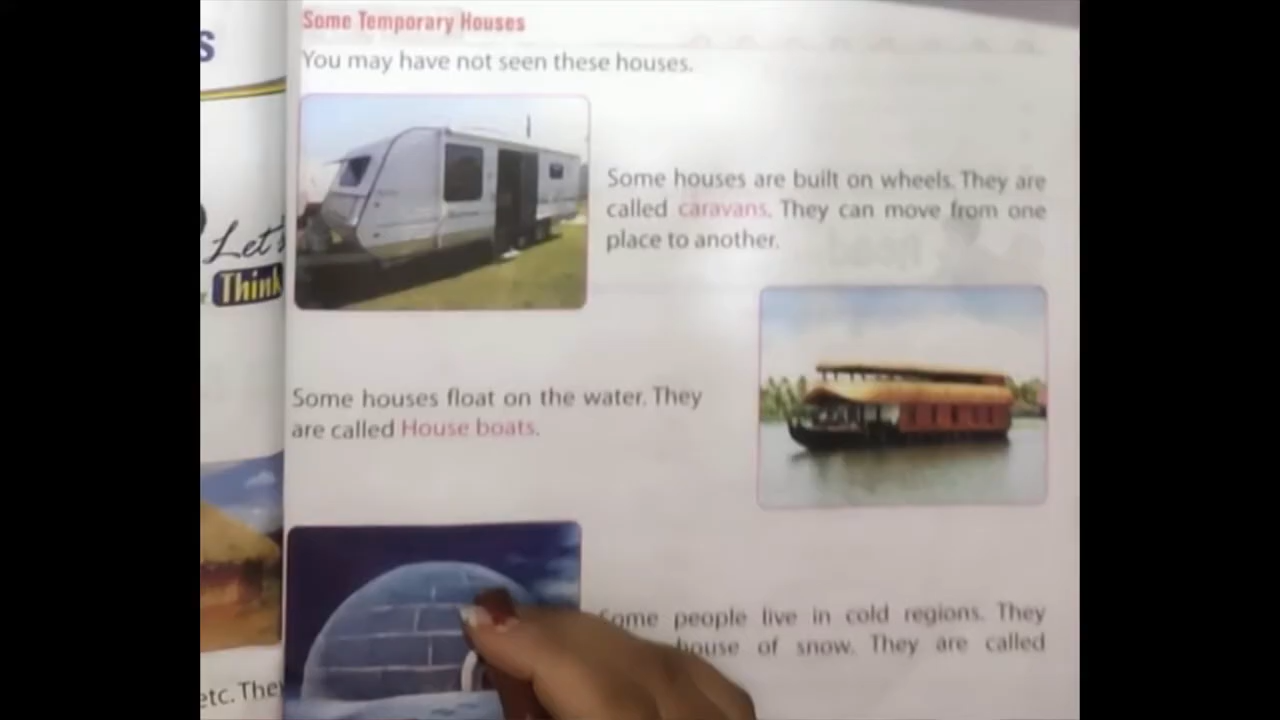 S
Let's
Think
etc. They
Some Temporary Houses
You may have not seen these houses.
Some houses are built on wheels. They are
called caravans. They can move from one
place to another.
Some houses float on the water. They
are called House boats.
Some people live in cold regions. They
house of snow. They are called